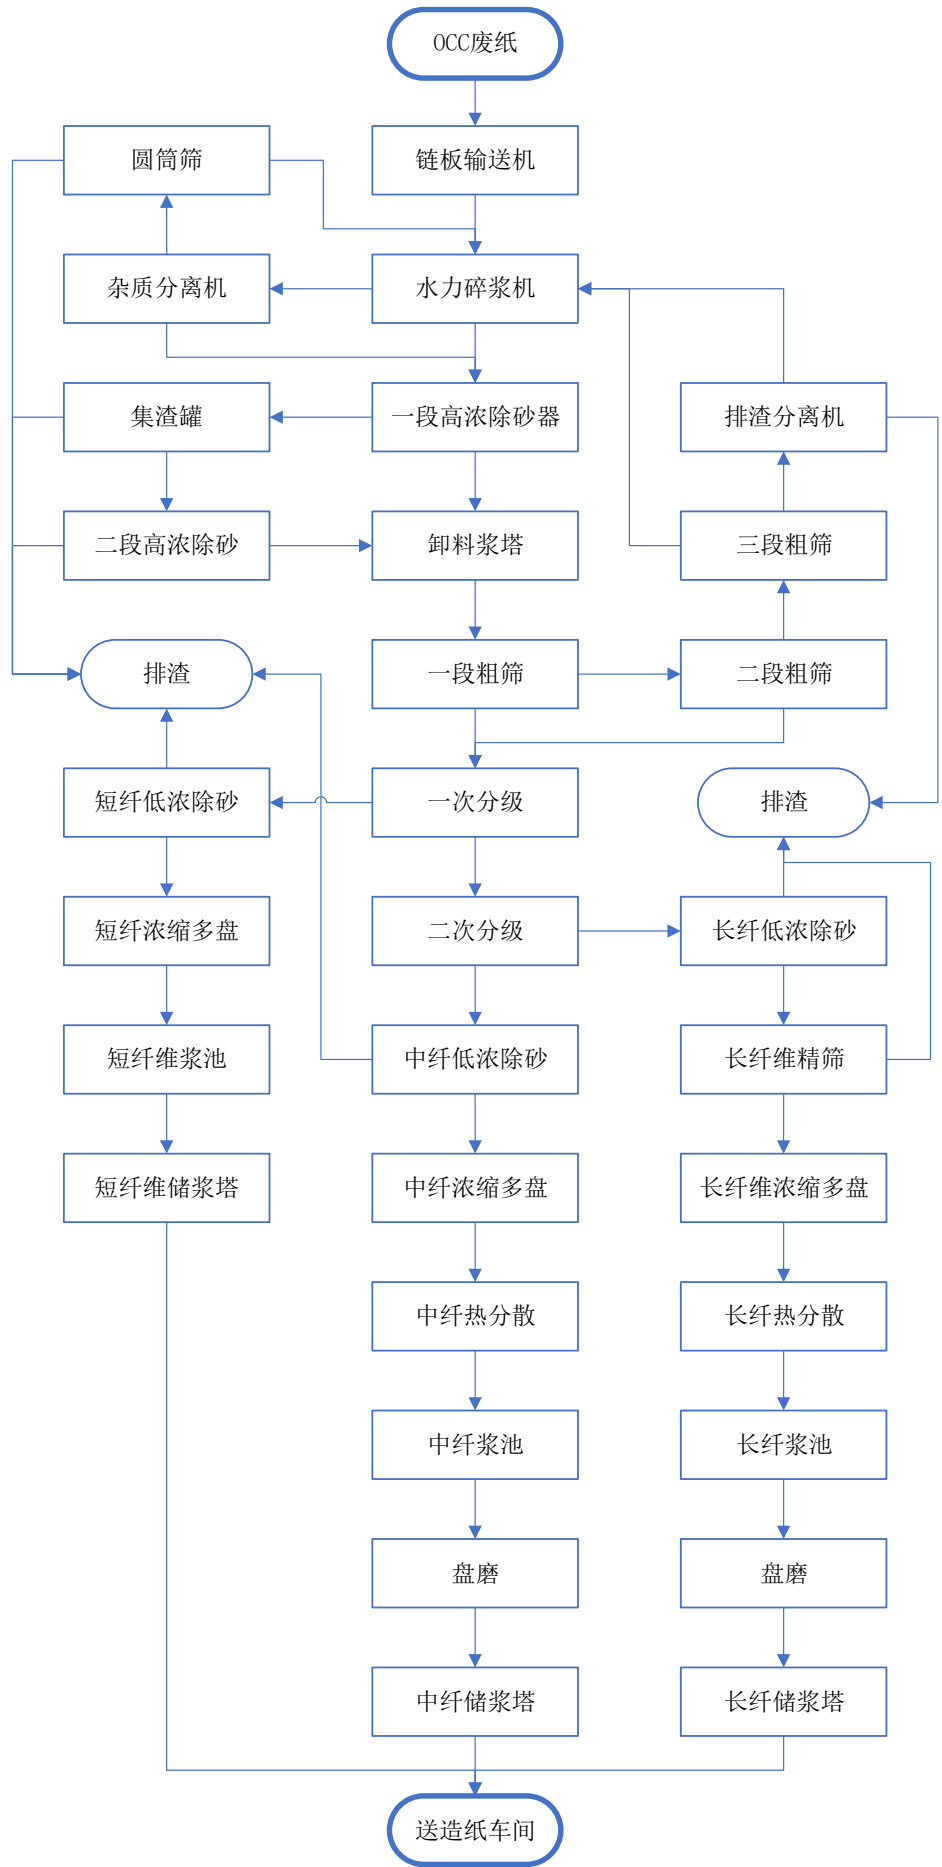 OCC废纸
圆筒筛
链板输送机
杂质分离机
水力碎浆机
集渣罐
一段高浓除砂器
排渣分离机
二段高浓除砂
卸料浆塔
三段粗筛
排渣
一段粗筛
二段粗筛
短纤低浓除砂
一次分级
排渣
短纤浓缩多盘
二次分级
长纤低浓除砂
短纤维浆池
中纤低浓除砂
长纤维精筛
短纤维储浆塔
中纤浓缩多盘
长纤维浓缩多盘
中纤热分散
长纤热分散
中纤浆池
长纤浆池
盘磨
盘磨
中纤储浆塔
长纤储浆塔
送造纸车间